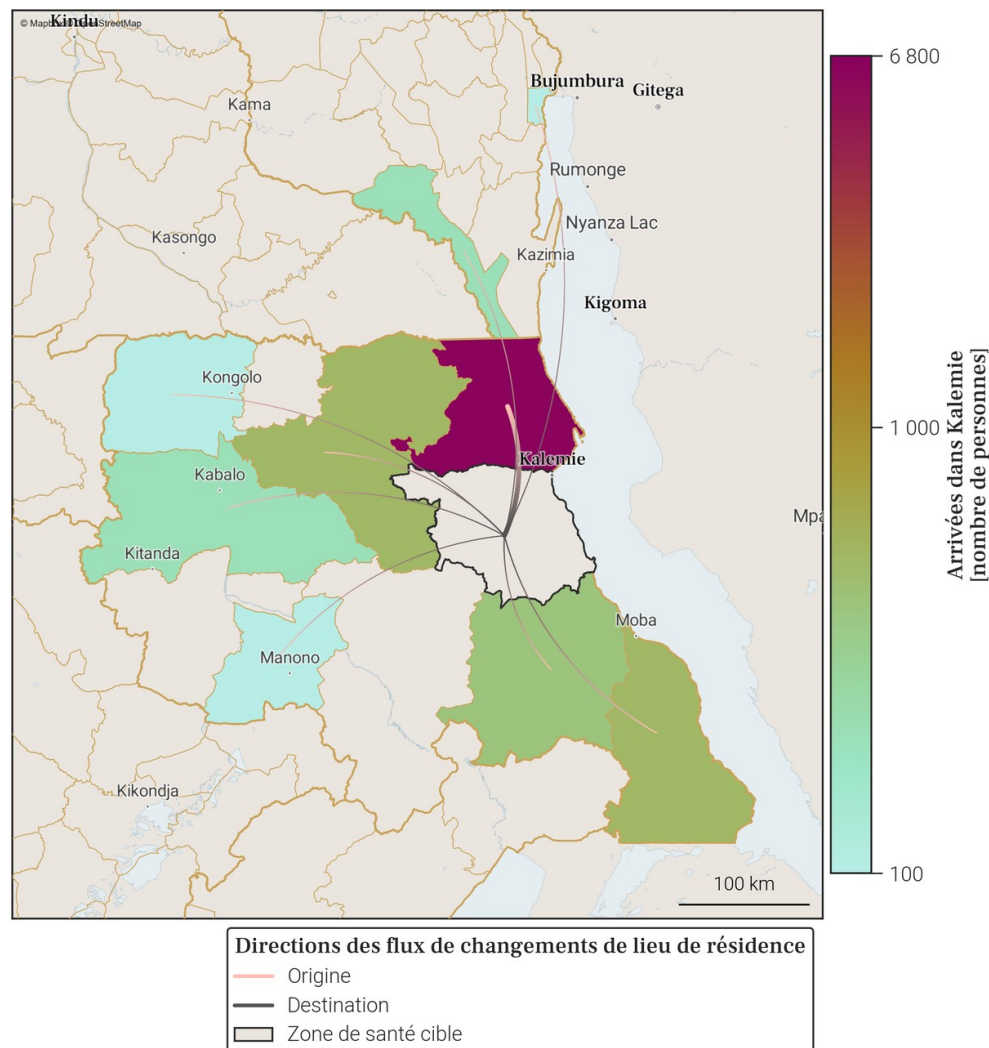 Kindu
Bujumbura
Gitega
Kama
Rumonge
Nyanza Lac
Kasongo
Kazimia
Kigoma
Kongolo
Kalemie
Kabalo
Kitanda
Moba
Manono
Kikondja
100 km
6 800
1 000
100
Arrivées dans Kalemie
[nombre de personnes]
Directions des flux de changements de lieu de résidence
Origine
Destination
Zone de santé cible